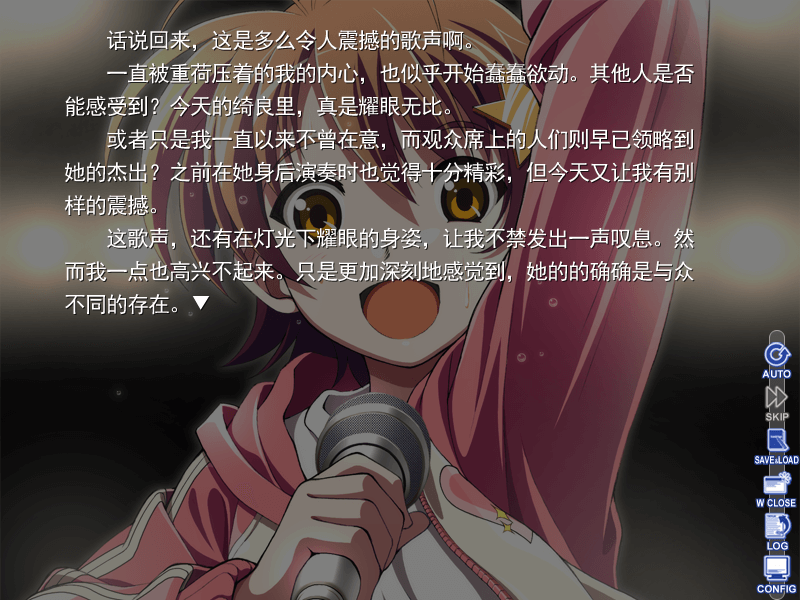 话说回来，这是多么令人震撼的歌声啊。
一直被重荷压着的我的内心，也似乎开始蠢蠢欲动。其他人是否
能感受到？今天的绮良里，真是耀眼无比。
或者只是我一直以来不曾在意，而观众席上的人们则早已领略到
她的杰出？之前在她身后演奏时也觉得十分精彩，但今天又让我有别
样的震撼。
这歌声，还有在灯光下耀眼的身姿，让我不禁发出一声叹息。然
而我一点也高兴不起来。只是更加深刻地感觉到，她的的确确是与众
不同的存在。▼
AUTO
SKIP
SAVE&LOAD
W CLOSE
LOG
CONFIG